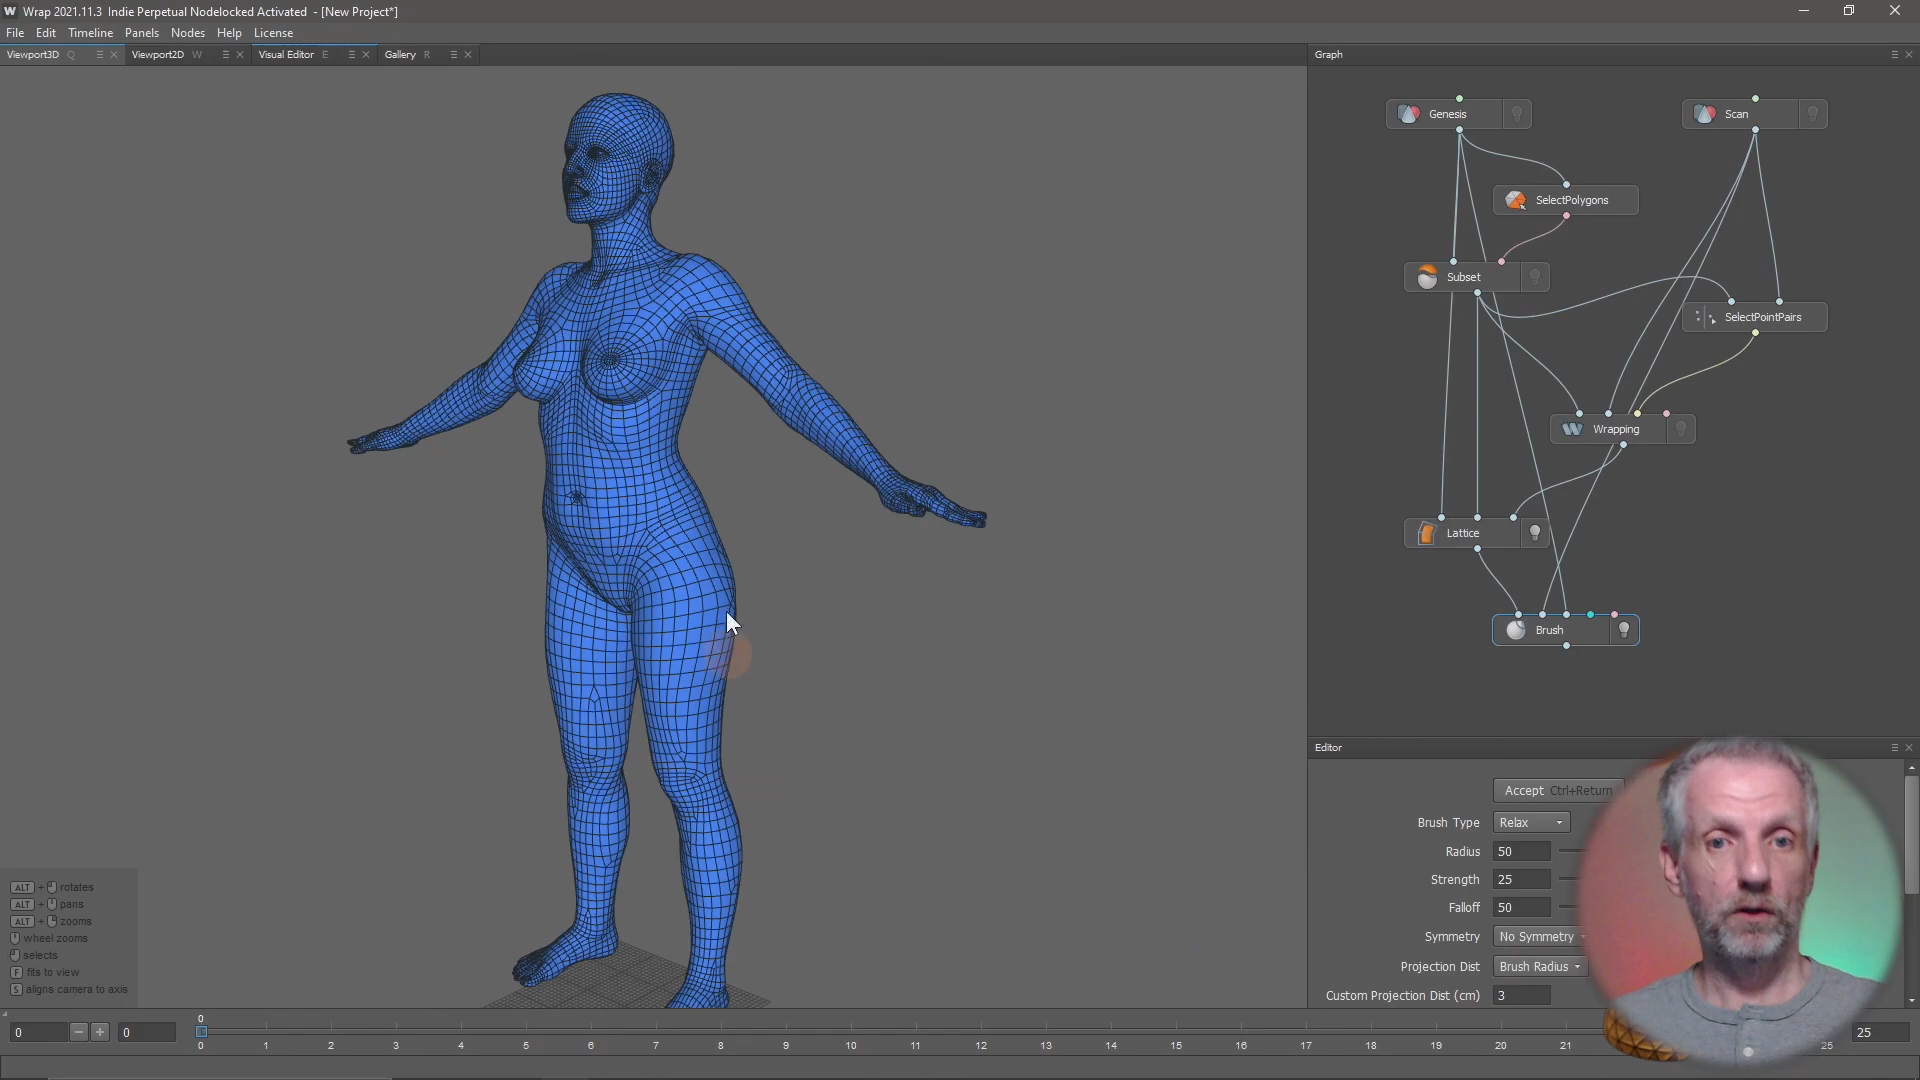 Wrap 2021.11.3 Indie Perpetual Nodelocked Activated - [New Project*]
File Edit Timeline Panels Nodes Help License
Viewport3D Q Viewport2D W Visual Editor E Gallery R
Graph
Genesis
Scan
SelectPolygons
Subset
SelectPointPairs
Wrapping
Lattice
Brush
Editor
Accept Ctrl+Return
Brush Type Relax
Radius 50
Strength 25
Falloff 50
Symmetry No Symmetry
Projection Dist Brush Radius
Custom Projection Dist (cm) 3
ALT + rotates
ALT + pans
ALT + zooms
wheel zooms
selects
F fits to view
S aligns camera to axis
0
0 − + 0 25
0 1 2 3 4 5 6 7 8 9 10 11 12 13 14 15 16 17 18 19 20 21 25